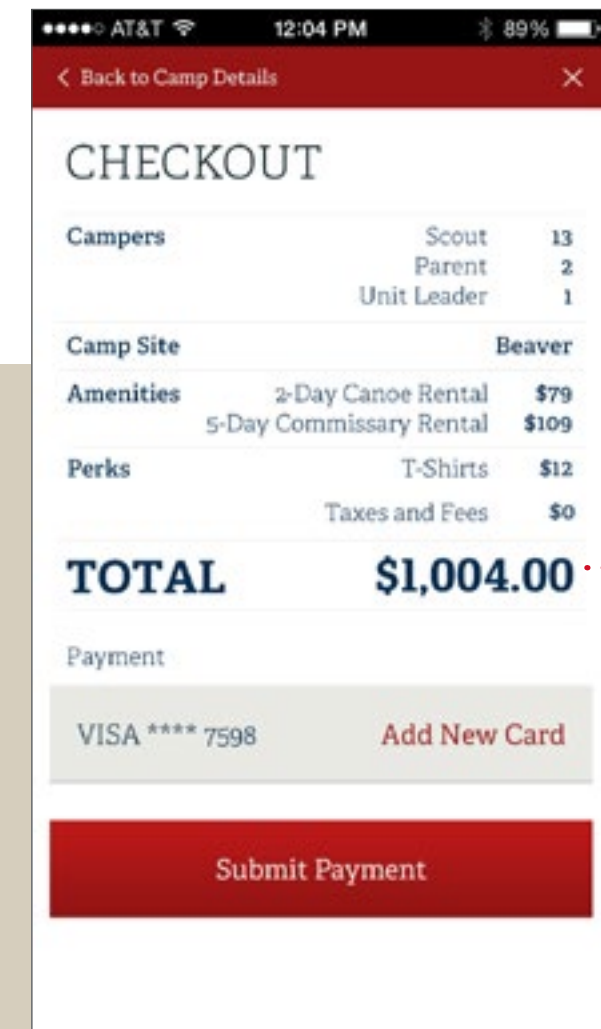 AT&T 12:04 PM 89%
< Back to Camp Details ×
CHECKOUT
Campers Scout 13
Parent 2
Unit Leader 1
Camp Site Beaver
Amenities 2-Day Canoe Rental $79
5-Day Commissary Rental $109
Perks T-Shirts $12
Taxes and Fees $0
TOTAL $1,004.00
Payment
VISA **** 7598 Add New Card
Submit Payment